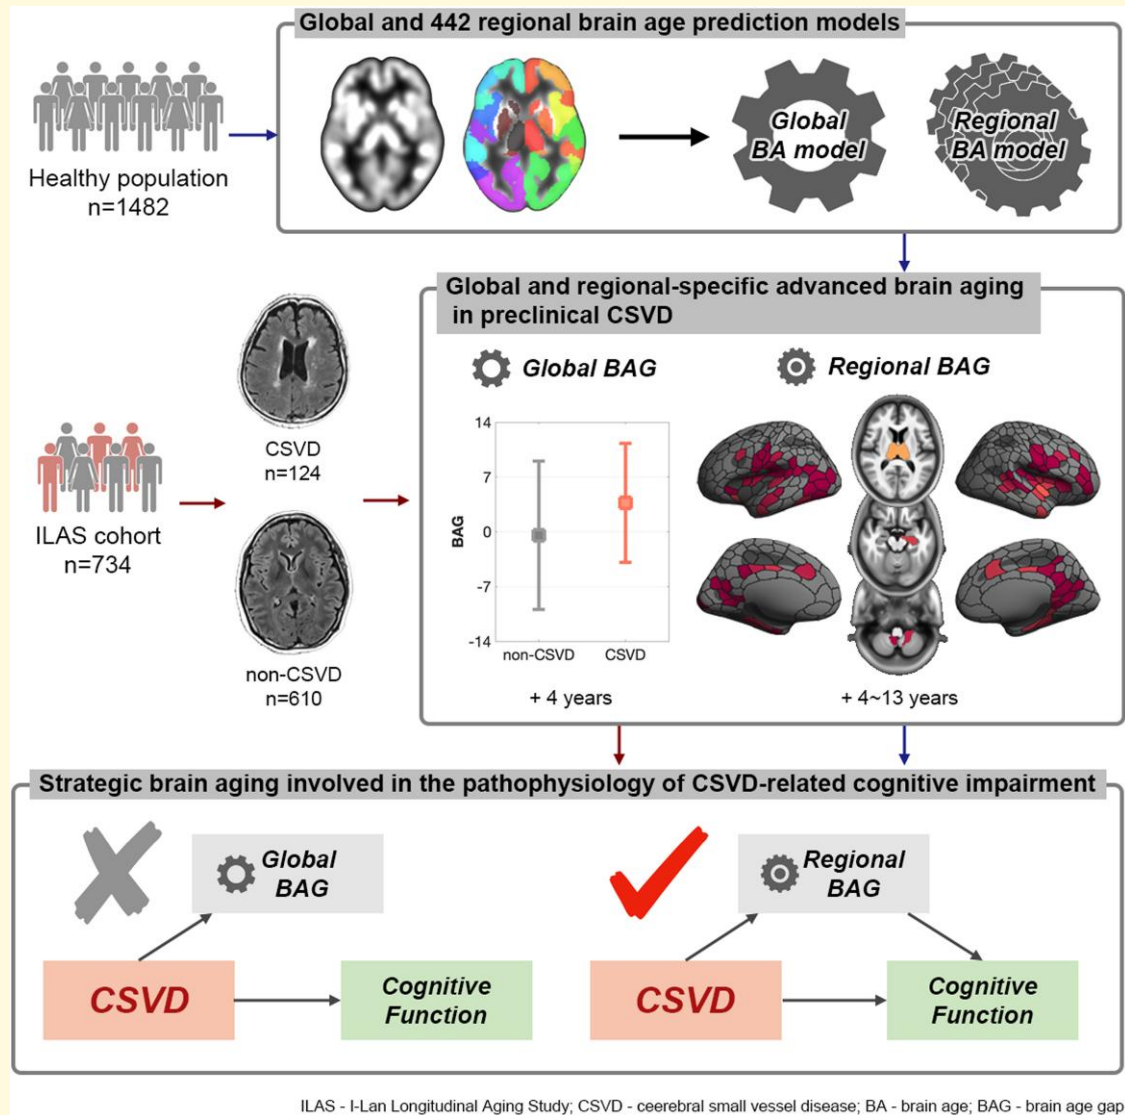 Global and 442 regional brain age prediction models
Healthy population
n=1482
Global
BA model
Regional
BA model
Global and regional-specific advanced brain aging
in preclinical CSVD
ILAS cohort
n=734
CSVD
n=124
non-CSVD
n=610
Global BAG
BAG
14
7
0
-7
-14
non-CSVD
CSVD
+ 4 years
Regional BAG
+ 4~13 years
Strategic brain aging involved in the pathophysiology of CSVD-related cognitive impairment
Global
BAG
CSVD
Cognitive
Function
Regional
BAG
CSVD
Cognitive
Function
ILAS - I-Lan Longitudinal Aging Study; CSVD - ceerebral small vessel disease; BA - brain age; BAG - brain age gap